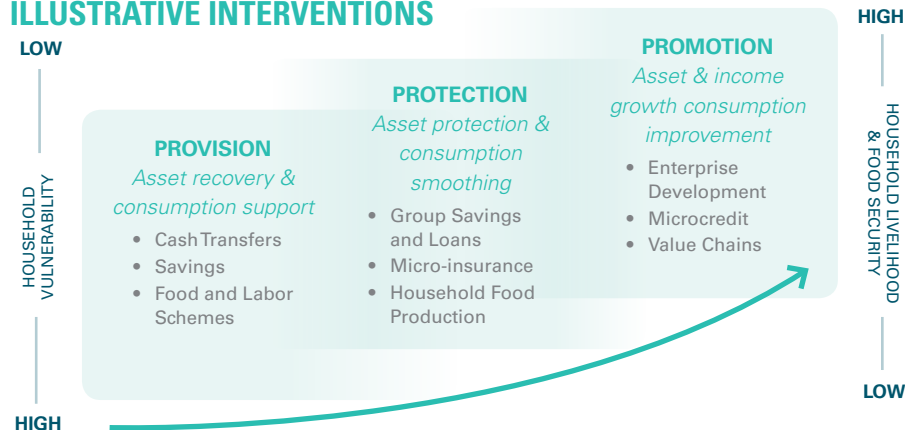 ILLUSTRATIVE INTERVENTIONS
LOW
HOUSEHOLD
VULNERABILITY
HIGH
PROVISION
Asset recovery &
consumption support
• Cash Transfers
• Savings
• Food and Labor
Schemes
PROTECTION
Asset protection &
consumption
smoothing
• Group Savings
and Loans
• Micro-insurance
• Household Food
Production
PROMOTION
Asset & income
growth consumption
improvement
• Enterprise
Development
• Microcredit
• Value Chains
HIGH
HOUSEHOLD LIVELIHOOD
& FOOD SECURITY
LOW